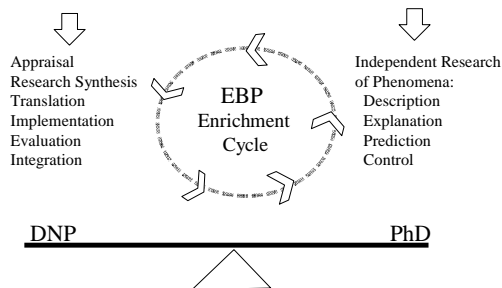 Appraisal
Research Synthesis
Translation
Implementation
Evaluation
Integration
EBP
Enrichment
Cycle
Independent Research
of Phenomena:
Description
Explanation
Prediction
Control
DNP
PhD